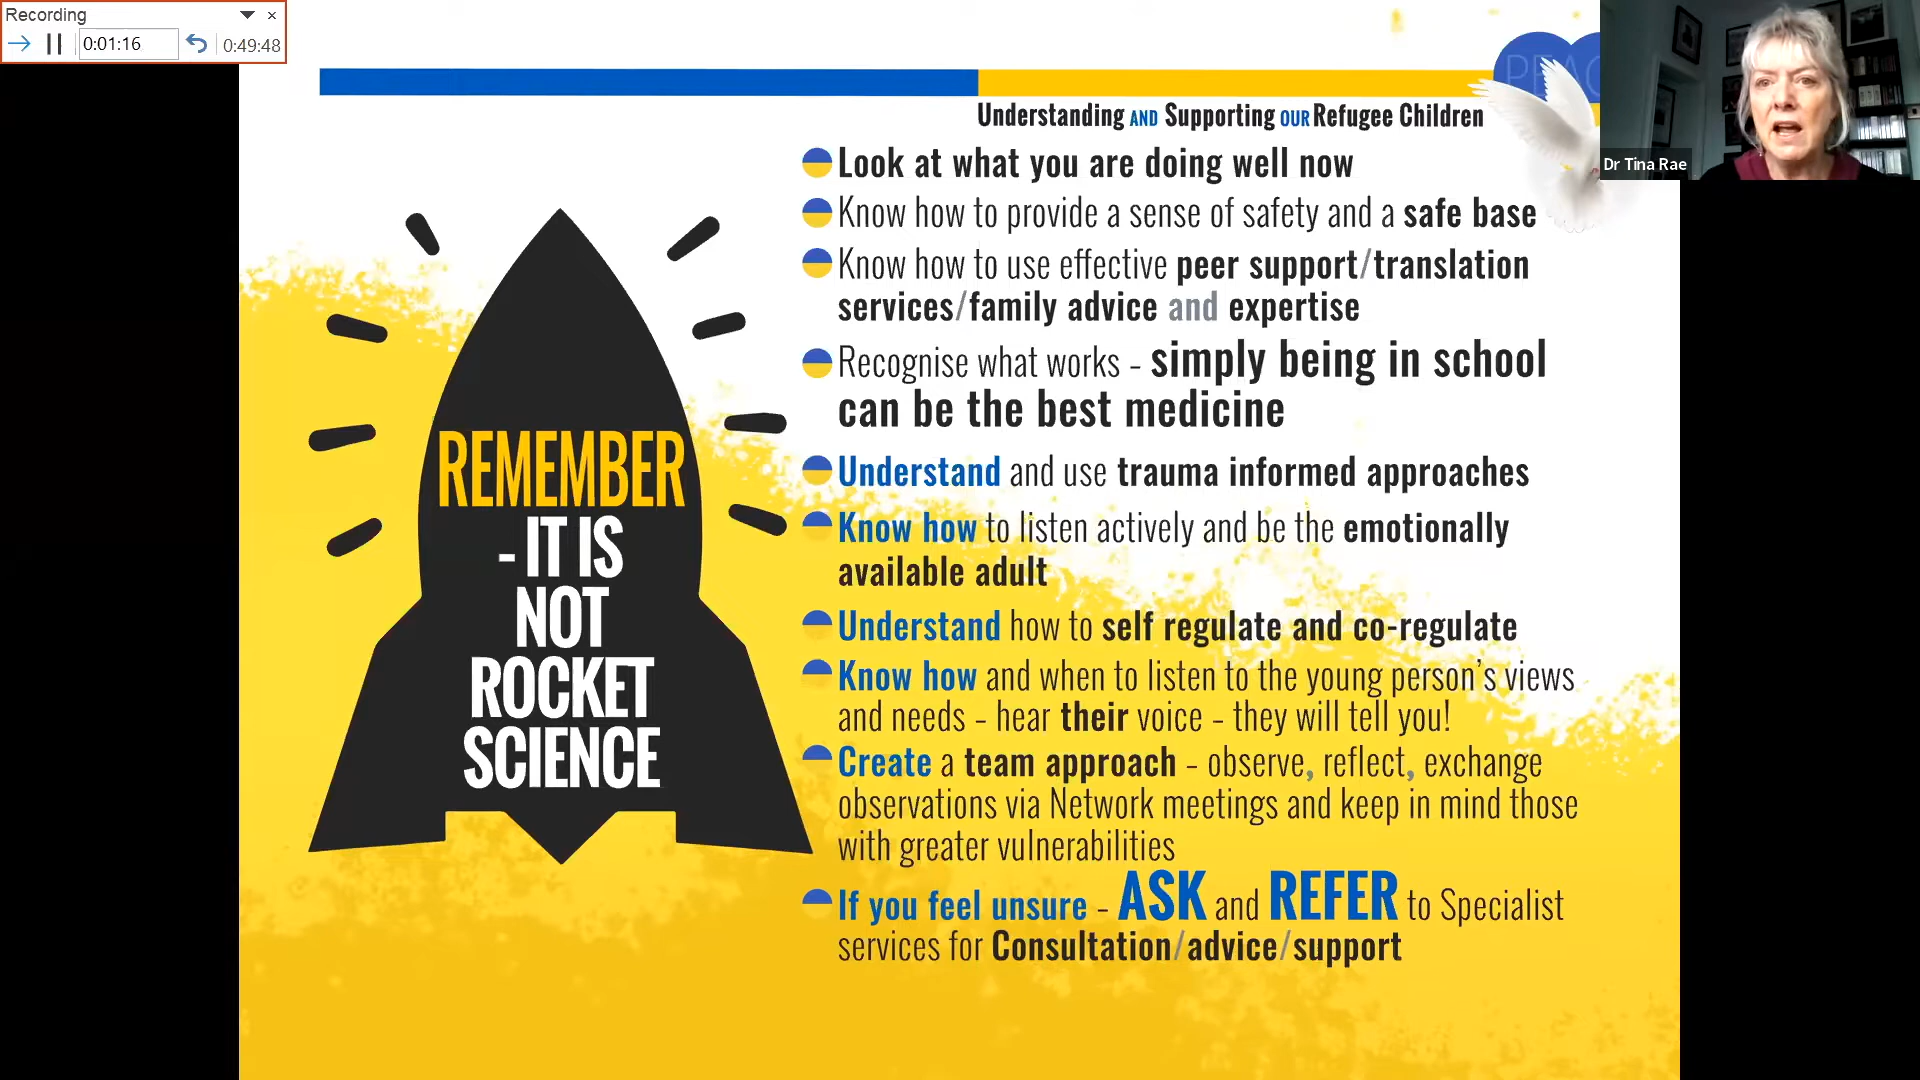 Recording
0:01:16
0:49:48
PEAC
Understanding AND Supporting OUR Refugee Children
Dr Tina Rae
REMEMBER
- IT IS
NOT
ROCKET
SCIENCE
Look at what you are doing well now
Know how to provide a sense of safety and a safe base
Know how to use effective peer support/translation
services/family advice and expertise
Recognise what works - simply being in school
can be the best medicine
Understand and use trauma informed approaches
Know how to listen actively and be the emotionally
available adult
Understand how to self regulate and co-regulate
Know how and when to listen to the young person's views
and needs - hear their voice - they will tell you!
Create a team approach - observe, reflect, exchange
observations via Network meetings and keep in mind those
with greater vulnerabilities
If you feel unsure - ASK and REFER to Specialist
services for Consultation/advice/support